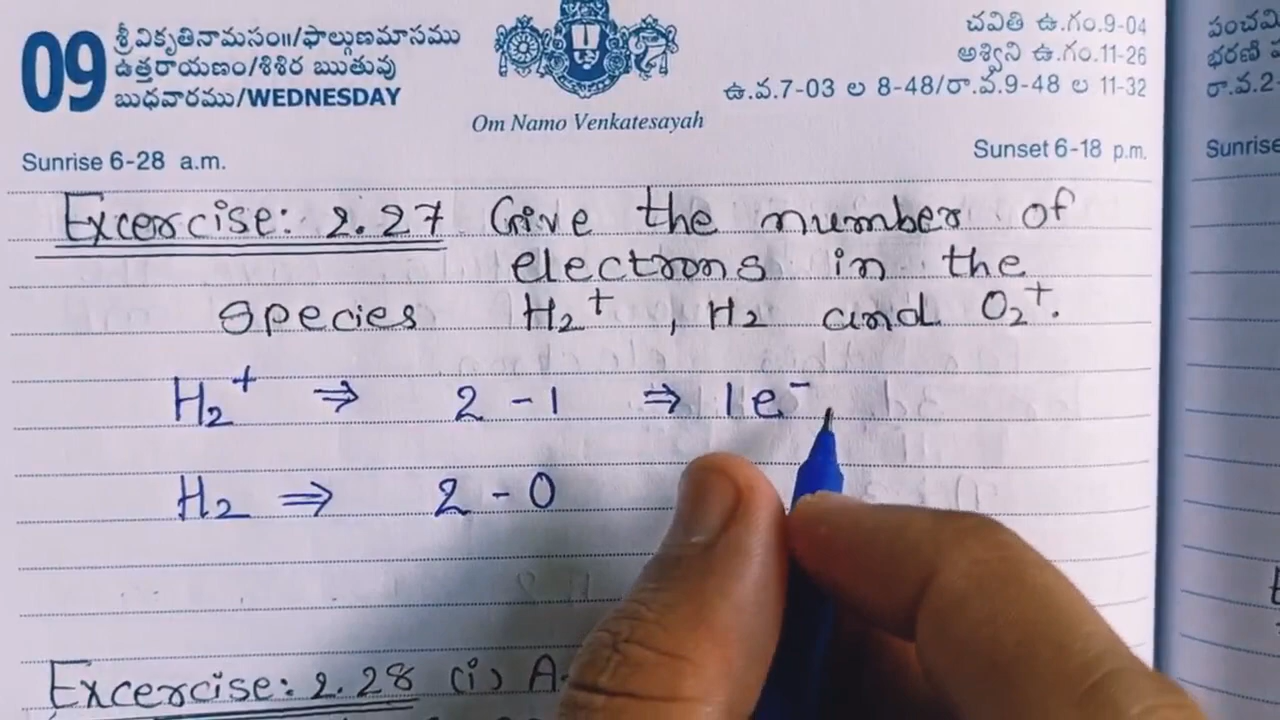 09
శ్రీ వికృతినామసం॥/ఫాల్గుణమాసము
ఉత్తరాయణం/శిశిర ఋతువు
బుధవారము/WEDNESDAY
Om Namo Venkatesayah
చవితి ఉ.గం.9-04
అశ్విని ఉ.గం.11-26
ఉ.వ.7-03 ల 8-48/రా.వ.9-48 ల 11-32
Sunrise 6-28 a.m.
Sunset 6-18 p.m.
Sunrise
Excercise: 2.27 Give the number of
electrons in the
species H₂⁺, H₂ and O₂⁺.
H₂⁺ ⇒ 2 - 1 ⇒ 1e⁻
H₂ ⇒ 2 - 0
Excercise: 2.28 (i) A